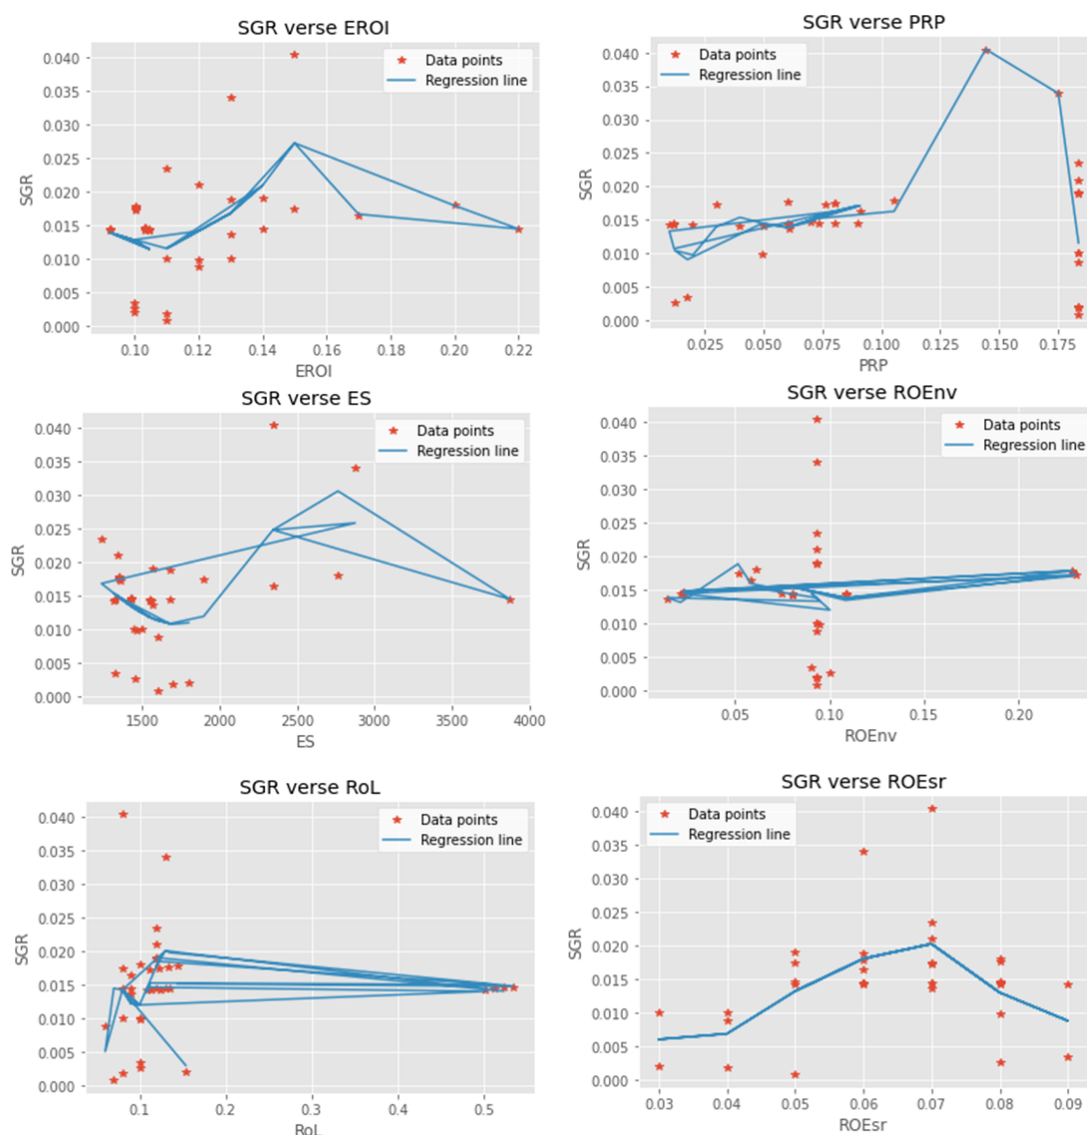 SGR verse EROI
Data points
Regression line
0.040
0.035
0.030
0.025
0.020
0.015
0.010
0.005
0.000
SGR
0.10 0.12 0.14 0.16 0.18 0.20 0.22
EROI
SGR verse PRP
Data points
Regression line
0.040
0.035
0.030
0.025
0.020
0.015
0.010
0.005
0.000
SGR
0.025 0.050 0.075 0.100 0.125 0.150 0.175
PRP
SGR verse ES
Data points
Regression line
0.040
0.035
0.030
0.025
0.020
0.015
0.010
0.005
0.000
SGR
1500 2000 2500 3000 3500 4000
ES
SGR verse ROEnv
Data points
Regression line
0.040
0.035
0.030
0.025
0.020
0.015
0.010
0.005
0.000
SGR
0.05 0.10 0.15 0.20
ROEnv
SGR verse RoL
Data points
Regression line
0.040
0.035
0.030
0.025
0.020
0.015
0.010
0.005
0.000
SGR
0.1 0.2 0.3 0.4 0.5
RoL
SGR verse ROEsr
Data points
Regression line
0.040
0.035
0.030
0.025
0.020
0.015
0.010
0.005
0.000
SGR
0.03 0.04 0.05 0.06 0.07 0.08 0.09
ROEsr